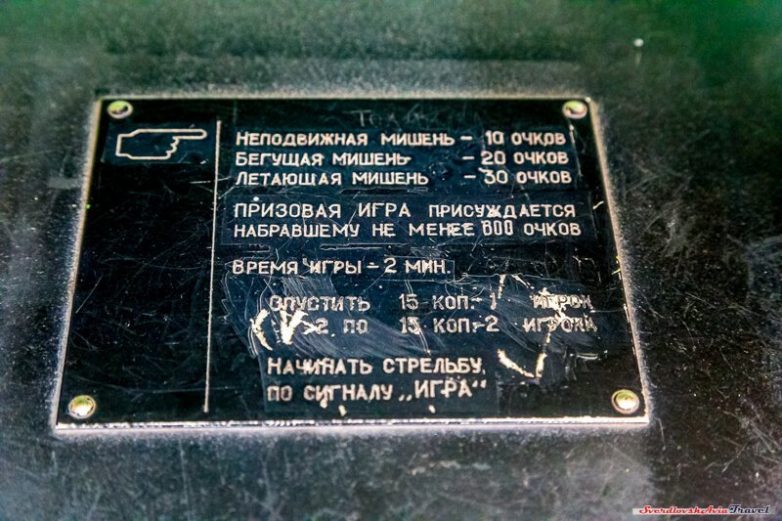 НЕПОДВИЖНАЯ МИШЕНЬ - 10 ОЧКОВ
БЕГУЩАЯ МИШЕНЬ - 20 ОЧКОВ
ЛЕТАЮЩАЯ МИШЕНЬ - 30 ОЧКОВ
ПРИЗОВАЯ ИГРА ПРИСУЖДАЕТСЯ
НАБРАВШЕМУ НЕ МЕНЕЕ 800 ОЧКОВ
ВРЕМЯ ИГРЫ - 2 МИН.
ОПУСТИТЬ 15 КОП.- 1 ИГРОК
2 ПО 15 КОП.-2 ИГРОКА
НАЧИНАТЬ СТРЕЛЬБУ
ПО СИГНАЛУ „ИГРА"
SverdlovskAviaTravel